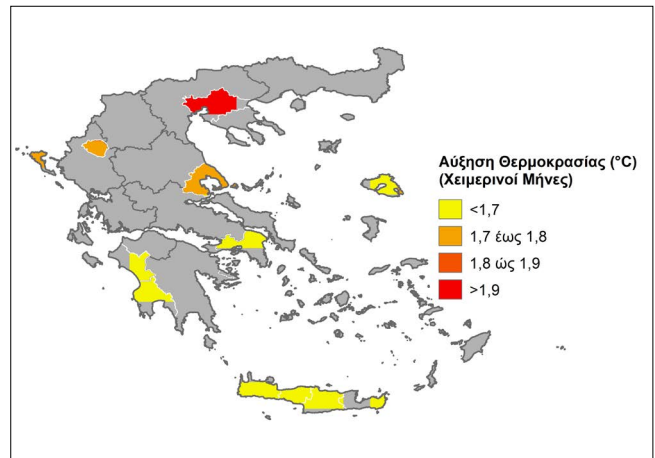 Αύξηση Θερμοκρασίας (°C)
(Χειμερινοί Μήνες)
<1,7
1,7 έως 1,8
1,8 ώς 1,9
>1,9